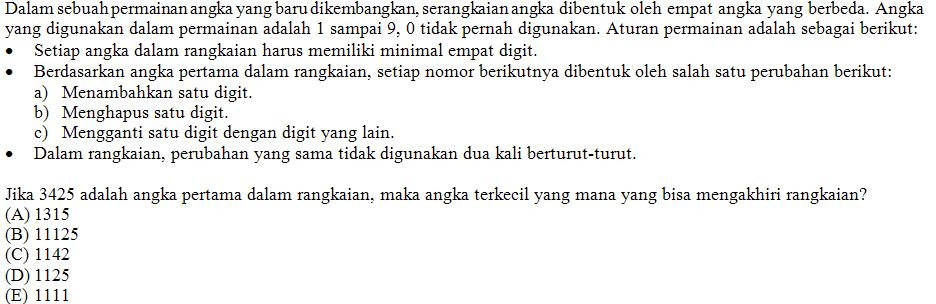 Dalam sebuah permainan angka yang baru dikembangkan, serangkaian angka dibentuk oleh empat angka yang berbeda. Angka
yang digunakan dalam permainan adalah 1 sampai 9, 0 tidak pernah digunakan. Aturan permainan adalah sebagai berikut:
• Setiap angka dalam rangkaian harus memiliki minimal empat digit.
• Berdasarkan angka pertama dalam rangkaian, setiap nomor berikutnya dibentuk oleh salah satu perubahan berikut:
a) Menambahkan satu digit.
b) Menghapus satu digit.
c) Mengganti satu digit dengan digit yang lain.
• Dalam rangkaian, perubahan yang sama tidak digunakan dua kali berturut-turut.
Jika 3425 adalah angka pertama dalam rangkaian, maka angka terkecil yang mana yang bisa mengakhiri rangkaian?
(A) 1315
(B) 11125
(C) 1142
(D) 1125
(E) 1111